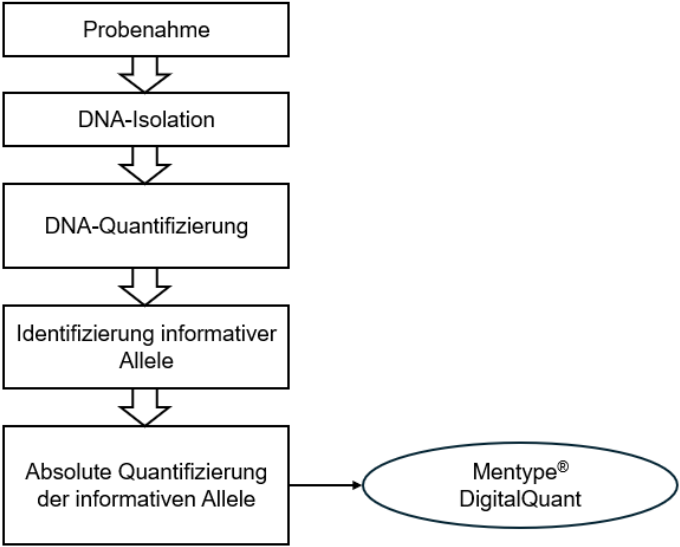 Probenahme
DNA-Isolation
DNA-Quantifizierung
Identifizierung informativer
Allele
Absolute Quantifizierung
der informativen Allele
Mentype®
DigitalQuant